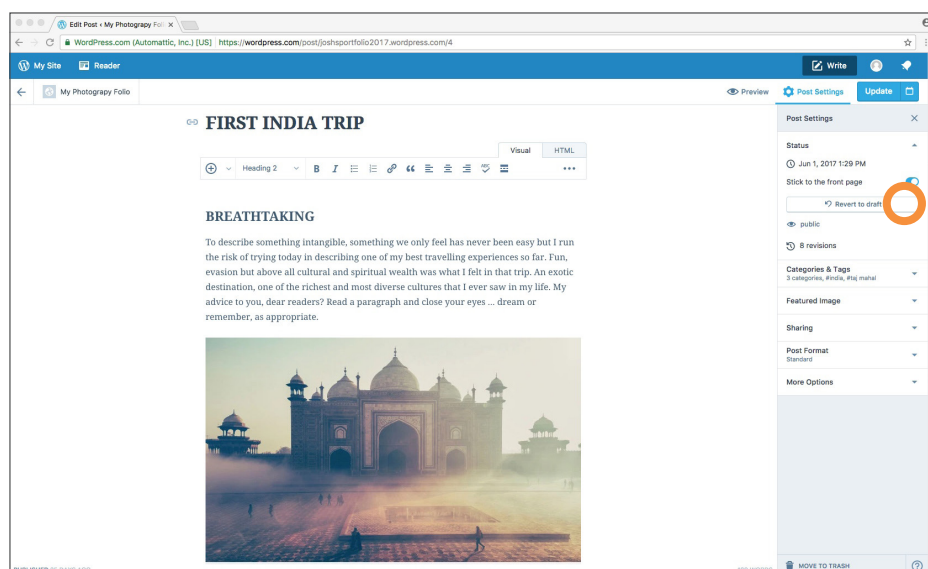 Edit Post ‹ My Photograpy Foli
WordPress.com (Automattic, Inc.) [US] https://wordpress.com/post/joshsportfolio2017.wordpress.com/4
My Site Reader Write
My Photograpy Folio Preview Post Settings Update
FIRST INDIA TRIP
Visual HTML
Heading 2 B I ABC
BREATHTAKING
To describe something intangible, something we only feel has never been easy but I run
the risk of trying today in describing one of my best travelling experiences so far. Fun,
evasion but above all cultural and spiritual wealth was what I felt in that trip. An exotic
destination, one of the richest and most diverse cultures that I ever saw in my life. My
advice to you, dear readers? Read a paragraph and close your eyes ... dream or
remember, as appropriate.
Post Settings
Status
Jun 1, 2017 1:29 PM
Stick to the front page
Revert to draft
public
8 revisions
Categories & Tags
3 categories, #india, #taj mahal
Featured Image
Sharing
Post Format
Standard
More Options
MOVE TO TRASH